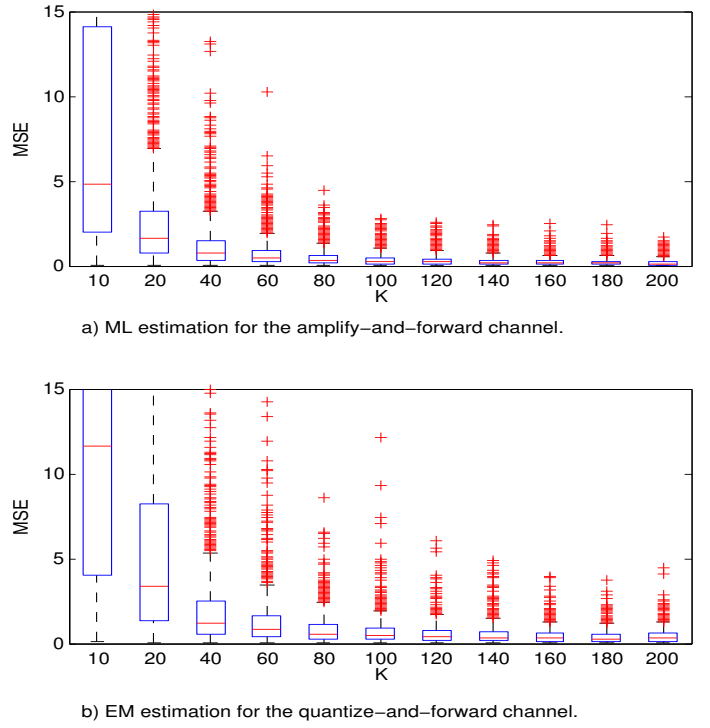 15
10
5
0
MSE
10 20 40 60 80 100 120 140 160 180 200
K
a) ML estimation for the amplify−and−forward channel.
15
10
5
0
MSE
10 20 40 60 80 100 120 140 160 180 200
K
b) EM estimation for the quantize−and−forward channel.